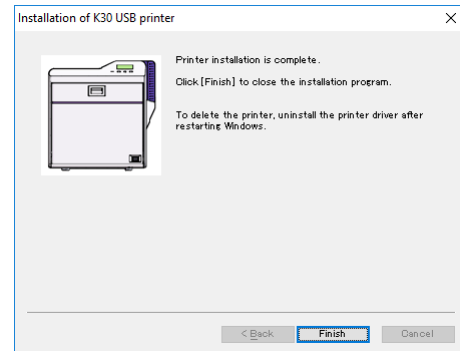 Installation of K30 USB printer
Printer installation is complete.
Click [Finish] to close the installation program.
To delete the printer, uninstall the printer driver after
restarting Windows.
< Back
Finish
Cancel